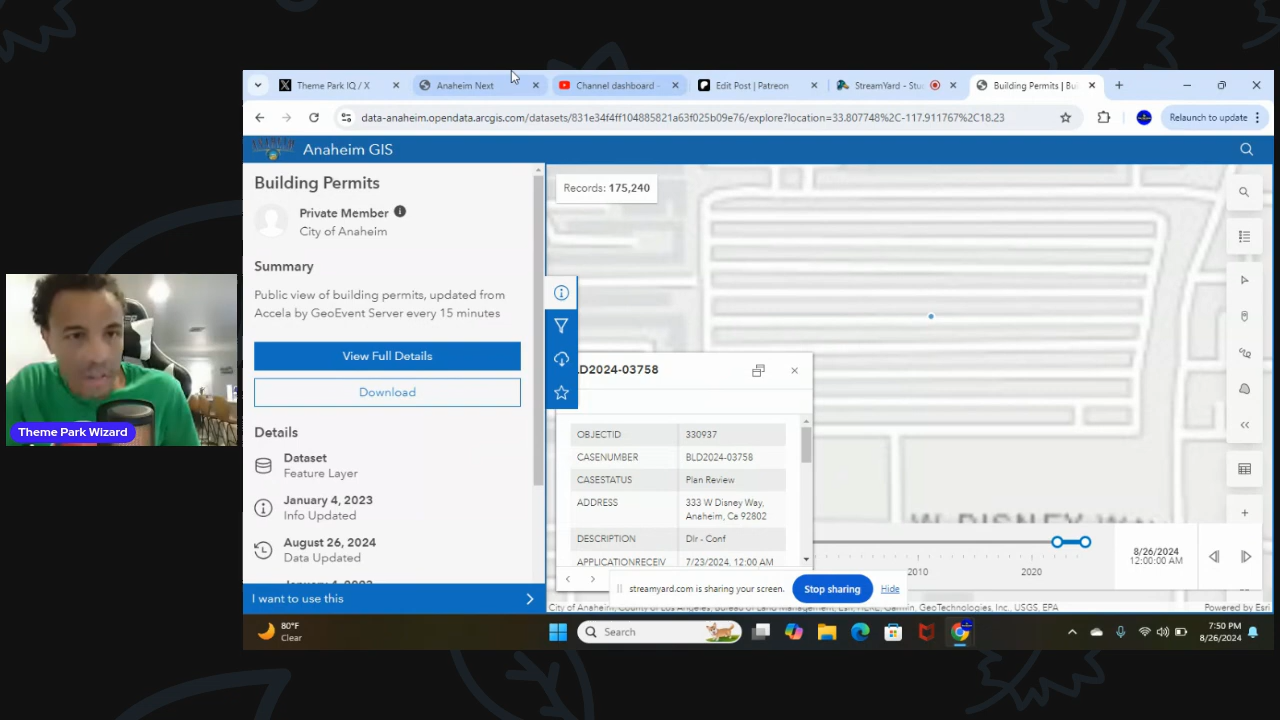 Theme Park IQ / X
Anaheim Next
Channel dashboard -
Edit Post | Patreon
StreamYard - Stu
Building Permits | Bu
data-anaheim.opendata.arcgis.com/datasets/831e34f4ff104885821a63f025b09e76/explore?location=33.807748%2C-117.911767%2C18.23
Relaunch to update
Anaheim GIS
Building Permits
Private Member
City of Anaheim
Summary
Public view of building permits, updated from
Accela by GeoEvent Server every 15 minutes
View Full Details
Download
Details
Dataset
Feature Layer
January 4, 2023
Info Updated
August 26, 2024
Data Updated
I want to use this
Records: 175,240
LD2024-03758
OBJECTID 330937
CASENUMBER BLD2024-03758
CASESTATUS Plan Review
ADDRESS 333 W Disney Way,
Anaheim, Ca 92802
DESCRIPTION Dlr - Conf
APPLICATIONRECEIV 7/23/2024, 12:00 AM
W DISNEY WAY
2010
2020
8/26/2024
12:00:00 AM
streamyard.com is sharing your screen.
Stop sharing
Hide
City of Anaheim, County of Los Angeles, Bureau of Land Management, Esri, HERE, Garmin, GeoTechnologies, Inc., USGS, EPA
Powered by Esri
Theme Park Wizard
80°F
Clear
Search
7:50 PM
8/26/2024